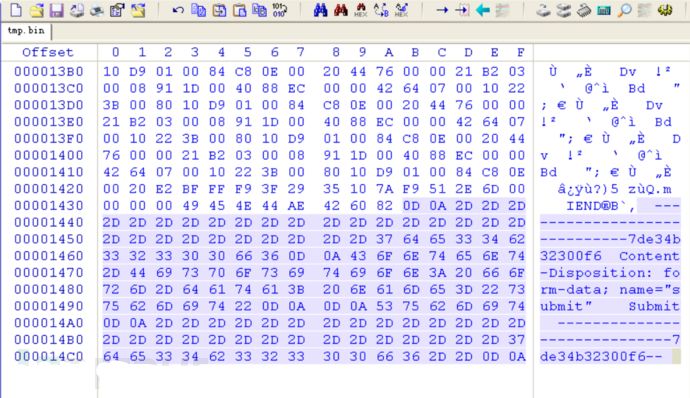 101 010 HEX A B HEX
tmp.bin
Offset 0 1 2 3 4 5 6 7 8 9 A B C D E F
000013B0 10 D9 01 00 84 C8 0E 00 20 44 76 00 00 21 B2 03 Ù „È Dv !²
000013C0 00 08 91 1D 00 40 88 EC 00 00 42 64 07 00 10 22 ‘ @ˆì Bd "
000013D0 3B 00 80 10 D9 01 00 84 C8 0E 00 20 44 76 00 00 ; € Ù „È Dv
000013E0 21 B2 03 00 08 91 1D 00 40 88 EC 00 00 42 64 07 !² ‘ @ˆì Bd
000013F0 00 10 22 3B 00 80 10 D9 01 00 84 C8 0E 00 20 44 "; € Ù „È D
00001400 76 00 00 21 B2 03 00 08 91 1D 00 40 88 EC 00 00 v !² ‘ @ˆì
00001410 42 64 07 00 10 22 3B 00 80 10 D9 01 00 84 C8 0E Bd "; € Ù „È
00001420 00 20 E2 BF FF F9 3F 29 35 10 7A F9 51 2E 6D 00 â¿ÿù?)5 zùQ.m
00001430 00 00 00 49 45 4E 44 AE 42 60 82 0D 0A 2D 2D 2D IEND®B`‚ ---
00001440 2D 2D 2D 2D 2D 2D 2D 2D 2D 2D 2D 2D 2D 2D 2D 2D ----------------
00001450 2D 2D 2D 2D 2D 2D 2D 2D 2D 2D 37 64 65 33 34 62 ----------7de34b
00001460 33 32 33 30 30 66 36 0D 0A 43 6F 6E 74 65 6E 74 32300f6 Content
00001470 2D 44 69 73 70 6F 73 69 74 69 6F 6E 3A 20 66 6F -Disposition: fo
00001480 72 6D 2D 64 61 74 61 3B 20 6E 61 6D 65 3D 22 73 rm-data; name="s
00001490 75 62 6D 69 74 22 0D 0A 0D 0A 53 75 62 6D 69 74 ubmit" Submit
000014A0 0D 0A 2D 2D 2D 2D 2D 2D 2D 2D 2D 2D 2D 2D 2D 2D --------------
000014B0 2D 2D 2D 2D 2D 2D 2D 2D 2D 2D 2D 2D 2D 2D 2D 37 ---------------7
000014C0 64 65 33 34 62 33 32 33 30 30 66 36 2D 2D 0D 0A de34b32300f6--